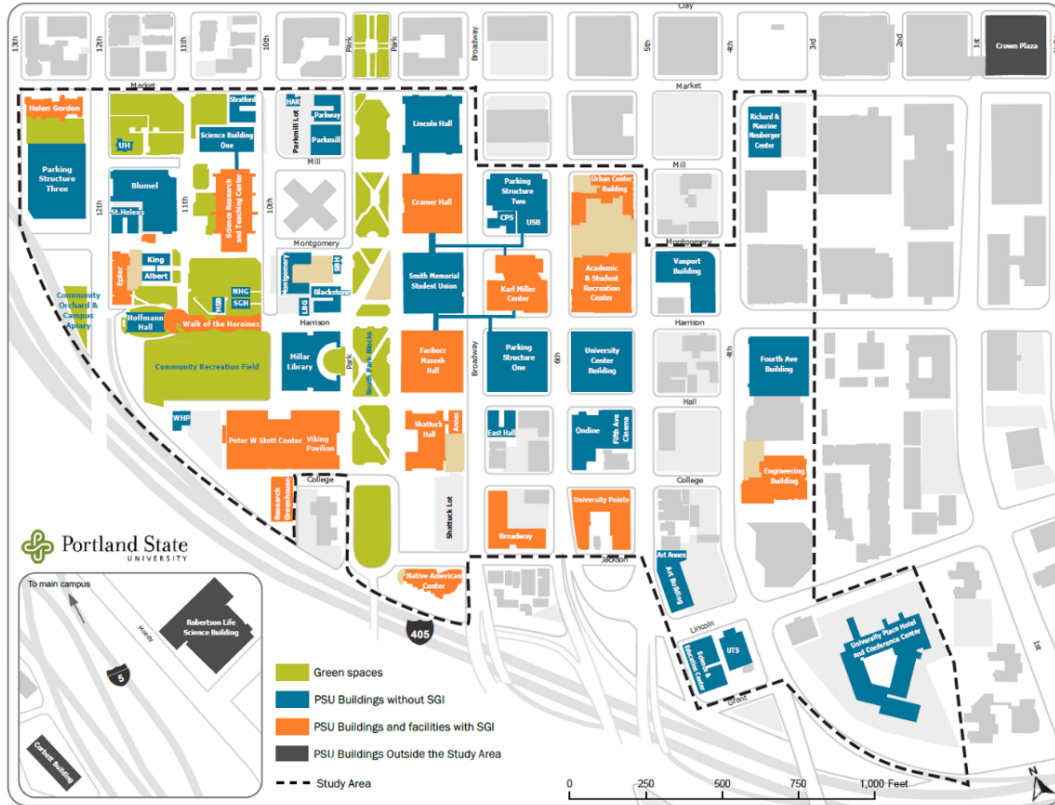 Clay
13th
12th
11th
10th
Park
Park
Broadway
5th
4th
3rd
2nd
1st
Crown Plaza
Market
Market
Helen Gordon
Stratford
HAR
Parkway
Parkmill Lot
Parkmill
Lincoln Hall
Richard &
Maurine
Neuberger
Center
UH
Science Building
One
Mill
Mill
Parking
Structure
Three
Blumel
St.Helens
12th
11th
Science Research
and Teaching Center
10th
Cramer Hall
Parking
Structure
Two
CPS
USB
Urban Center
Building
Montgomery
Montgomery
Epler
King
Albert
Montgomery
SBH
Blackstone
LBG
Smith Memorial
Student Union
Karl Miller
Center
Academic
& Student
Recreation
Center
Vanport
Building
NHG
SGH
HSB
Community
Orchard &
Campus
Apiary
Hoffmann
Hall
Walk of the Heroines
Harrison
Harrison
Community Recreation Field
Millar
Library
Park
South Park Blocks
Fariborz
Maseeh
Hall
Broadway
Parking
Structure
One
6th
University
Center
Building
4th
Fourth Ave
Building
Hall
WHP
Peter W Stott Center
Viking
Pavilion
Shattuck
Hall
Annex
East Hall
Ondine
Fifth Ave
Cinema
Engineering
Building
College
College
Research
Greenhouse
Shattuck Lot
Broadway
University Pointe
Jackson
Art Annex
Art Building
Native American
Center
405
Lincoln
Science &
Education Center
UTS
University Place Hotel
and Conference Center
Grant
1st
Portland State
UNIVERSITY
To main campus
Moody
Robertson Life
Science Building
5
Corbett Building
Green spaces
PSU Buildings without SGI
PSU Buildings and facilities with SGI
PSU Buildings Outside the Study Area
Study Area
0 250 500 750 1,000 Feet
N